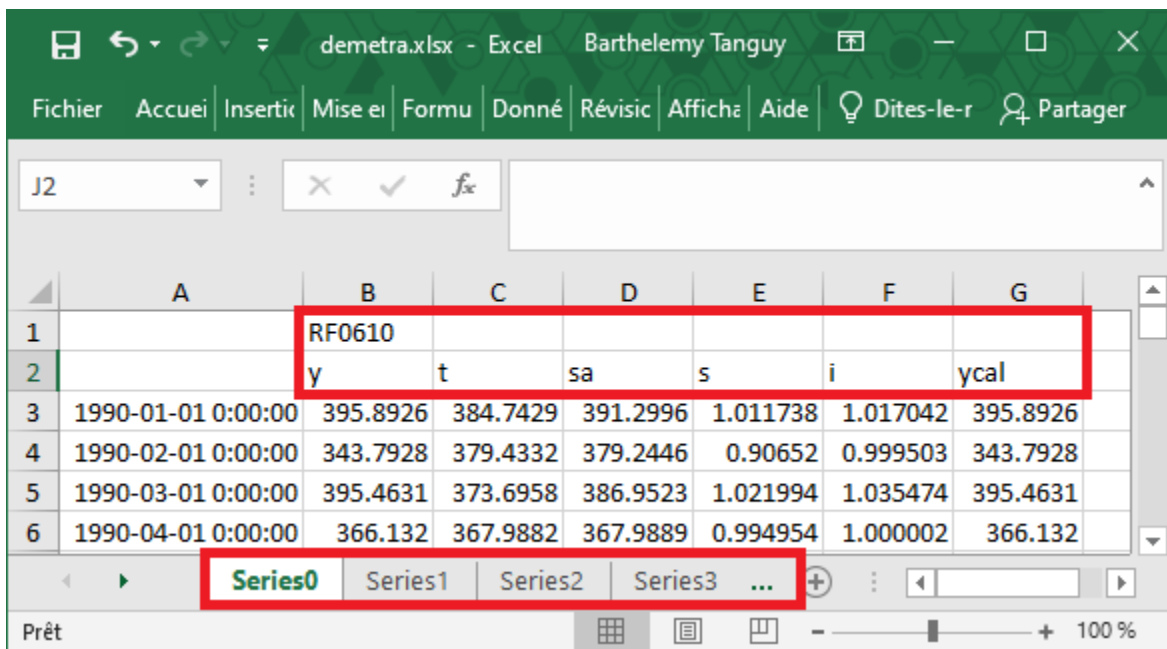 demetra.xlsx - Excel Barthelemy Tanguy
Fichier Accuei Insertic Mise ei Formu Donné Révisic Afficha Aide Dites-le-r Partager
J2 fx
A B C D E F G
1 RF0610
2 y t sa s i ycal
3 1990-01-01 0:00:00 395.8926 384.7429 391.2996 1.011738 1.017042 395.8926
4 1990-02-01 0:00:00 343.7928 379.4332 379.2446 0.90652 0.999503 343.7928
5 1990-03-01 0:00:00 395.4631 373.6958 386.9523 1.021994 1.035474 395.4631
6 1990-04-01 0:00:00 366.132 367.9882 367.9889 0.994954 1.000002 366.132
Series0 Series1 Series2 Series3 ...
Prêt 100 %